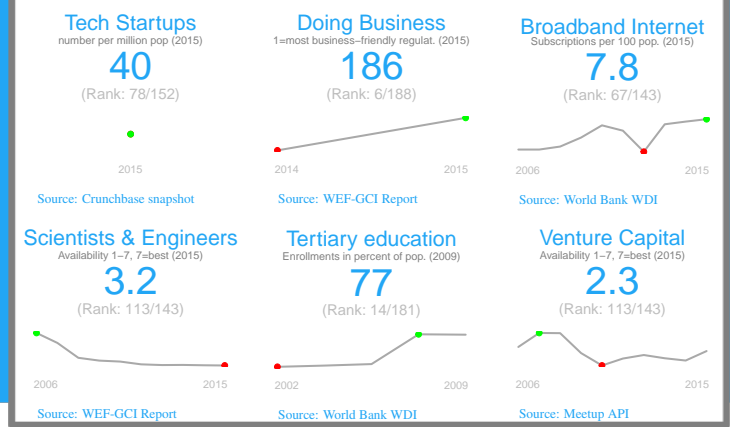 Tech Startups
number per million pop (2015)
40
(Rank: 78/152)
2015
Source: Crunchbase snapshot
Doing Business
1=most business−friendly regulat. (2015)
186
(Rank: 6/188)
2014 2015
Source: WEF-GCI Report
Broadband Internet
Subscriptions per 100 pop. (2015)
7.8
(Rank: 67/143)
2006 2015
Source: World Bank WDI
Scientists & Engineers
Availability 1−7, 7=best (2015)
3.2
(Rank: 113/143)
2006 2015
Source: WEF-GCI Report
Tertiary education
Enrollments in percent of pop. (2009)
77
(Rank: 14/181)
2002 2009
Source: World Bank WDI
Venture Capital
Availability 1−7, 7=best (2015)
2.3
(Rank: 113/143)
2006 2015
Source: Meetup API